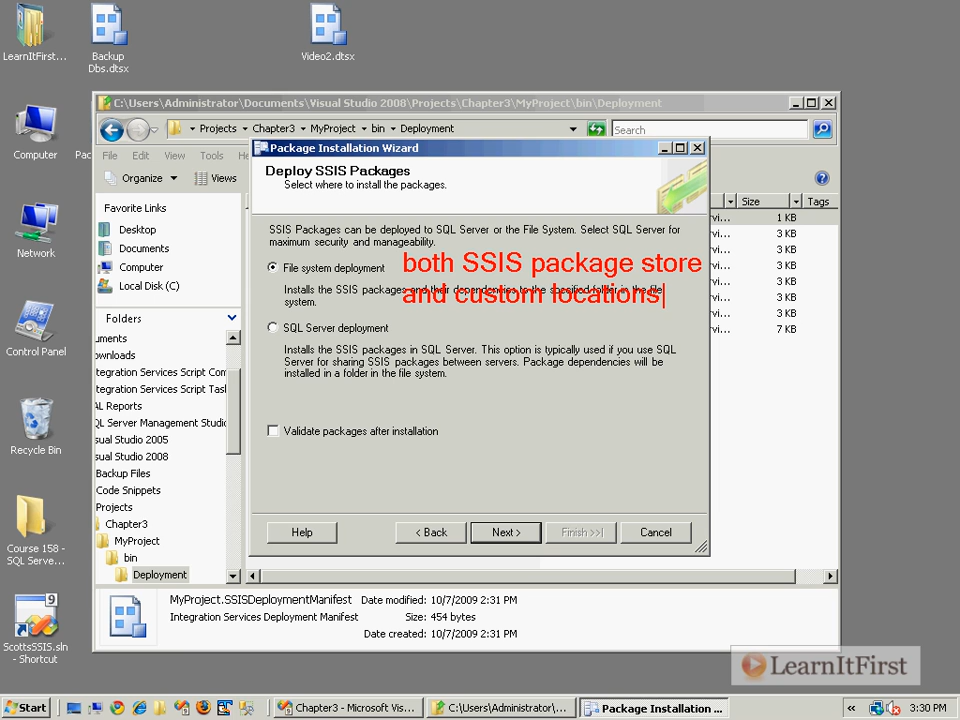 LearnItFirst...
Backup
Dbs.dtsx
Video2.dtsx
Computer
Pac
Network
Control Panel
Recycle Bin
Course 158 -
SQL Serve...
ScottsSSIS.sln
- Shortcut
C:\Users\Administrator\Documents\Visual Studio 2008\Projects\Chapter3\MyProject\bin\Deployment
Projects Chapter3 MyProject bin Deployment
Search
File Edit View Tools He
Organize Views
Size Tags
1 KB
3 KB
3 KB
3 KB
3 KB
3 KB
3 KB
7 KB
Favorite Links
Desktop
Documents
Computer
Local Disk (C)
Folders
uments
ownloads
tegration Services Script Con
tegration Services Script Task
QL Reports
QL Server Management Studio
sual Studio 2005
sual Studio 2008
Backup Files
Code Snippets
Projects
Chapter3
MyProject
bin
Deployment
Package Installation Wizard
Deploy SSIS Packages
Select where to install the packages.
SSIS Packages can be deployed to SQL Server or the File System. Select SQL Server for
maximum security and manageability.
both SSIS package store
and custom locations
File system deployment
Installs the SSIS packages and their dependencies to the specified folder in the file
system.
SQL Server deployment
Installs the SSIS packages in SQL Server. This option is typically used if you use SQL
Server for sharing SSIS packages between servers. Package dependencies will be
installed in a folder in the file system.
Validate packages after installation
Help < Back Next > Finish >>| Cancel
MyProject.SSISDeploymentManifest Date modified: 10/7/2009 2:31 PM
Integration Services Deployment Manifest Size: 454 bytes
Date created: 10/7/2009 2:31 PM
LearnItFirst
Start Chapter3 - Microsoft Vis... C:\Users\Administrator\... Package Installation ... « 3:30 PM